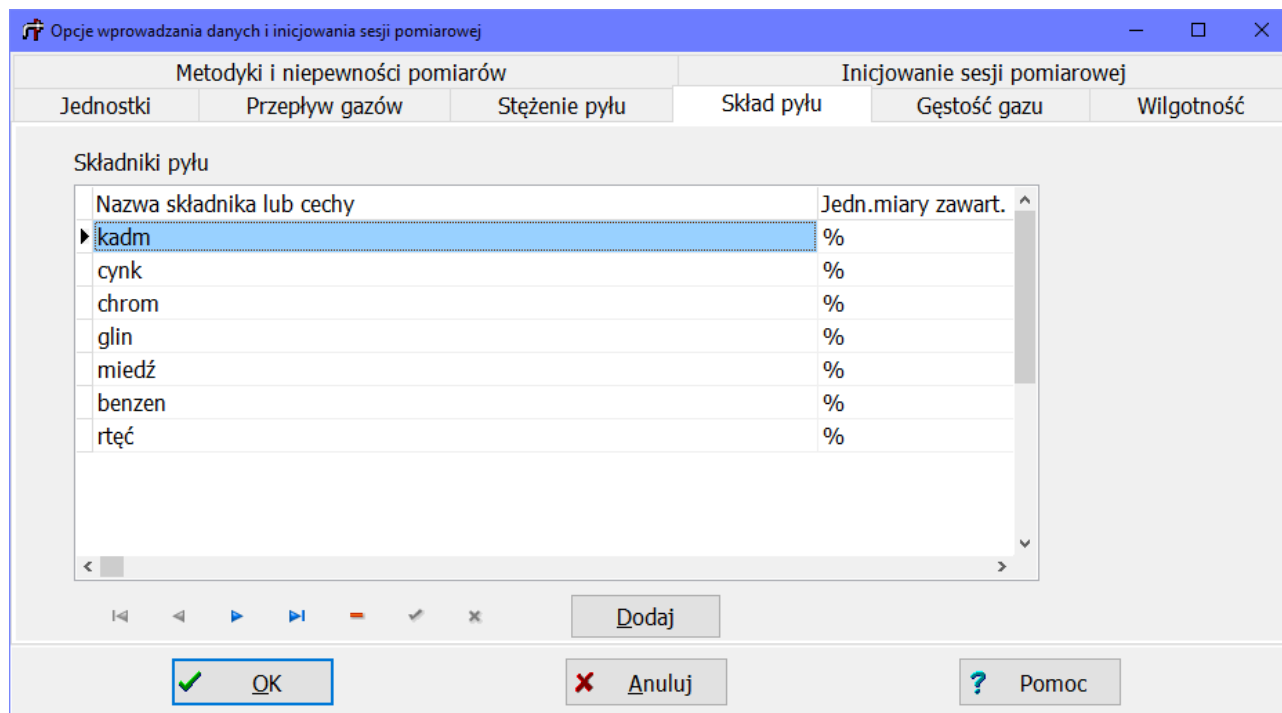 Opcje wprowadzania danych i inicjowania sesji pomiarowej
Metodyki i niepewności pomiarów Inicjowanie sesji pomiarowej
Jednostki Przepływ gazów Stężenie pyłu Skład pyłu Gęstość gazu Wilgotność
Składniki pyłu
Nazwa składnika lub cechy Jedn.miary zawart.
kadm %
cynk %
chrom %
glin %
miedź %
benzen %
rtęć %
Dodaj
OK Anuluj ? Pomoc